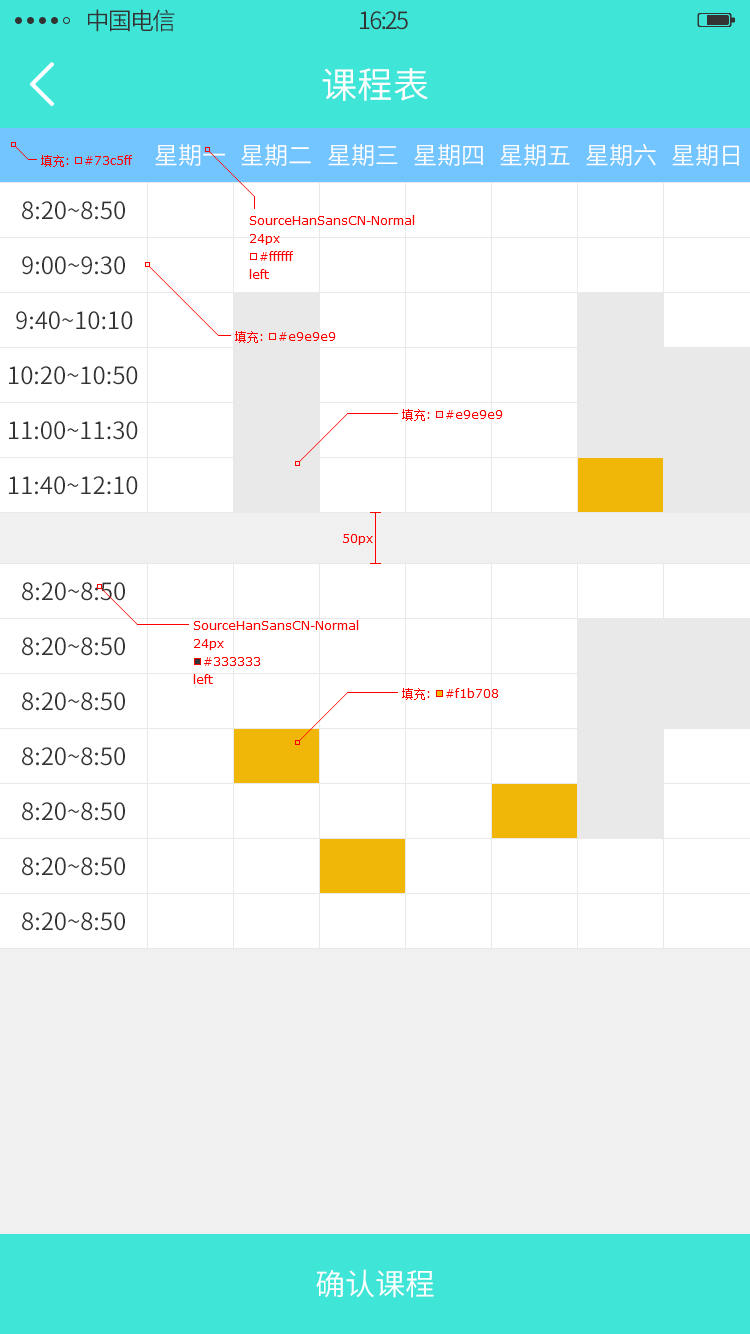 中国电信 16:25
课程表
填充: #73c5ff
星期一 星期二 星期三 星期四 星期五 星期六 星期日
8:20~8:50
SourceHanSansCN-Normal
24px
#ffffff
left
9:00~9:30
9:40~10:10
填充: #e9e9e9
10:20~10:50
填充: #e9e9e9
11:00~11:30
11:40~12:10
50px
8:20~8:50
SourceHanSansCN-Normal
24px
#333333
left
8:20~8:50
8:20~8:50
填充: #f1b708
8:20~8:50
8:20~8:50
8:20~8:50
8:20~8:50
确认课程